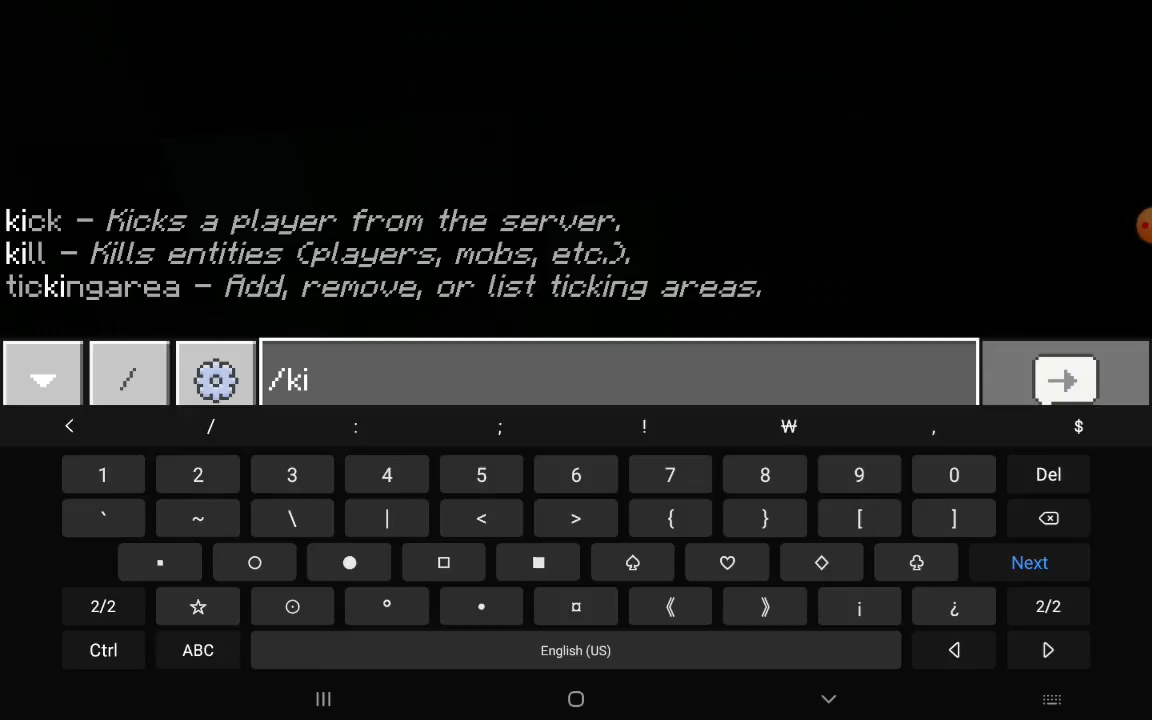 kick - Kicks a player from the server.
kill - Kills entities (players, mobs, etc.).
tickingarea - Add, remove, or list ticking areas.
/ /ki
< / : ; ! ₩ , $
1 2 3 4 5 6 7 8 9 0 Del
` ~ \ | < > { } [ ]
▪ ○ ● □ ■ ♤ ♡ ◇ ♧ Next
2/2 ☆ ⊙ ° • ¤ 《 》 ¡ ¿ 2/2
Ctrl ABC English (US)